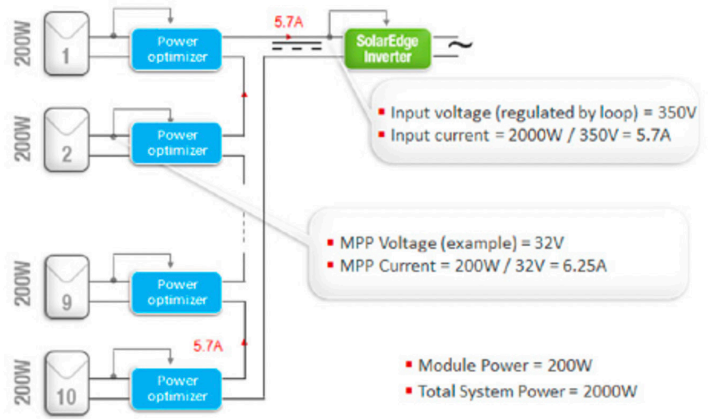 5.7A
200W
1
Power
optimizer
SolarEdge
Inverter
Input voltage (regulated by loop) = 350V
Input current = 2000W / 350V = 5.7A
200W
2
Power
optimizer
MPP Voltage (example) = 32V
MPP Current = 200W / 32V = 6.25A
200W
9
Power
optimizer
5.7A
200W
10
Power
optimizer
Module Power = 200W
Total System Power = 2000W